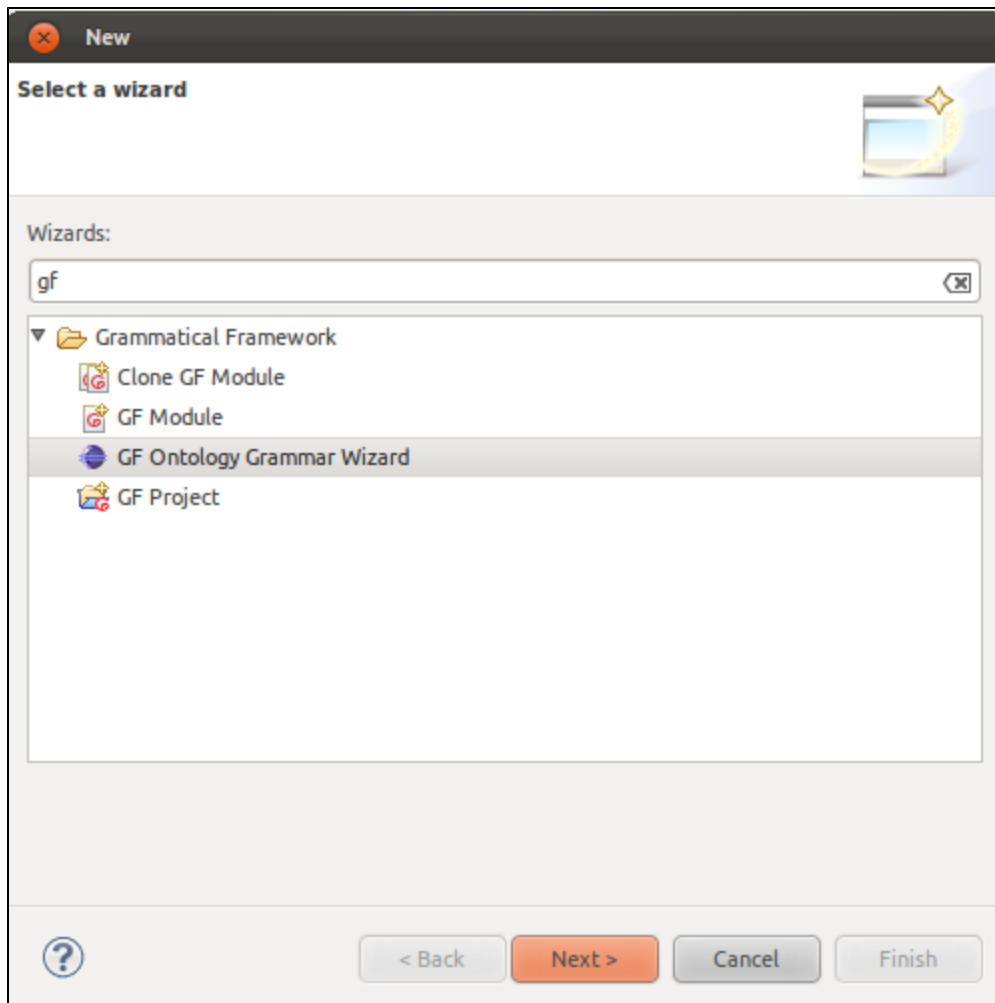 New
Select a wizard
Wizards:
gf
Grammatical Framework
Clone GF Module
GF Module
GF Ontology Grammar Wizard
GF Project
? < Back Next > Cancel Finish